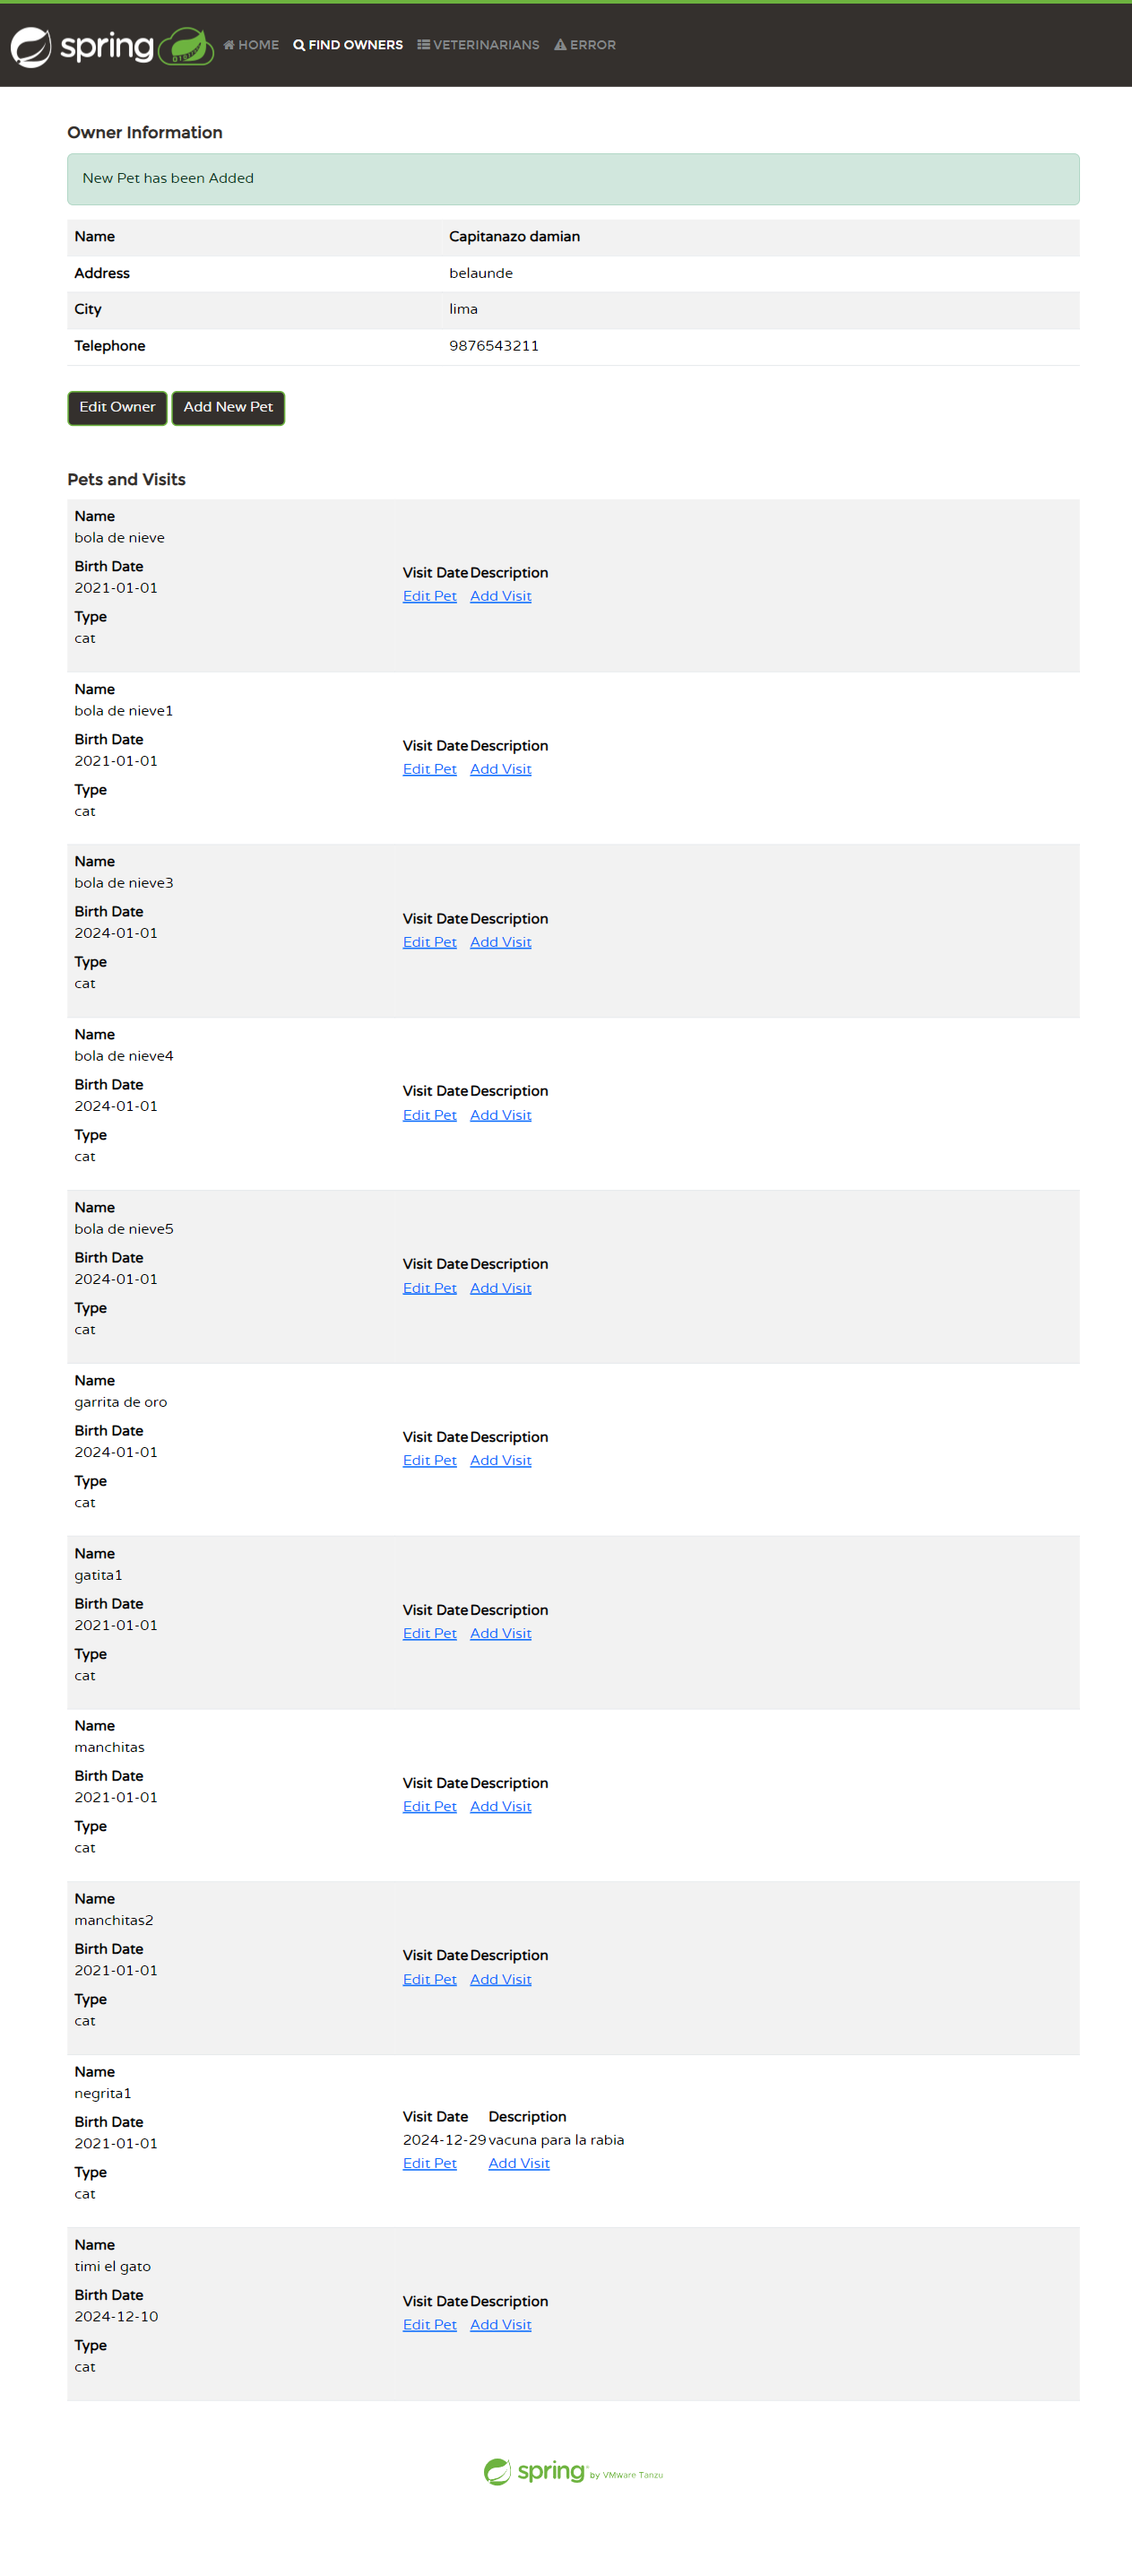 spring HOME FIND OWNERS VETERINARIANS ERROR
Owner Information
New Pet has been Added
Name Capitanazo damian
Address belaunde
City lima
Telephone 9876543211
Edit Owner Add New Pet
Pets and Visits
Name
bola de nieve
Birth Date
2021-01-01
Type
cat
Visit Date Description
Edit Pet Add Visit
Name
bola de nieve1
Birth Date
2021-01-01
Type
cat
Visit Date Description
Edit Pet Add Visit
Name
bola de nieve3
Birth Date
2024-01-01
Type
cat
Visit Date Description
Edit Pet Add Visit
Name
bola de nieve4
Birth Date
2024-01-01
Type
cat
Visit Date Description
Edit Pet Add Visit
Name
bola de nieve5
Birth Date
2024-01-01
Type
cat
Visit Date Description
Edit Pet Add Visit
Name
garrita de oro
Birth Date
2024-01-01
Type
cat
Visit Date Description
Edit Pet Add Visit
Name
gatita1
Birth Date
2021-01-01
Type
cat
Visit Date Description
Edit Pet Add Visit
Name
manchitas
Birth Date
2021-01-01
Type
cat
Visit Date Description
Edit Pet Add Visit
Name
manchitas2
Birth Date
2021-01-01
Type
cat
Visit Date Description
Edit Pet Add Visit
Name
negrita1
Birth Date
2021-01-01
Type
cat
Visit Date Description
2024-12-29 vacuna para la rabia
Edit Pet Add Visit
Name
timi el gato
Birth Date
2024-12-10
Type
cat
Visit Date Description
Edit Pet Add Visit
spring by VMware Tanzu